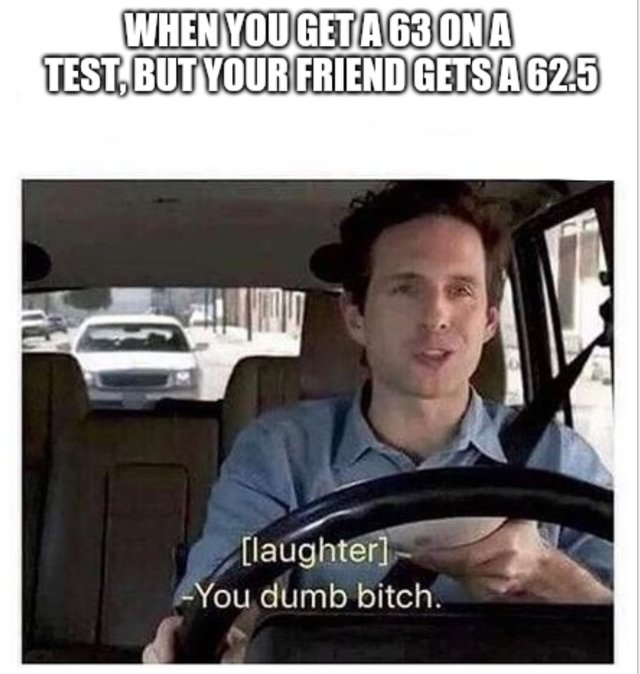 WHEN YOU GET A 63 ON A
TEST, BUT YOUR FRIEND GETS A 62.5
[laughter]-
-You dumb bitch.